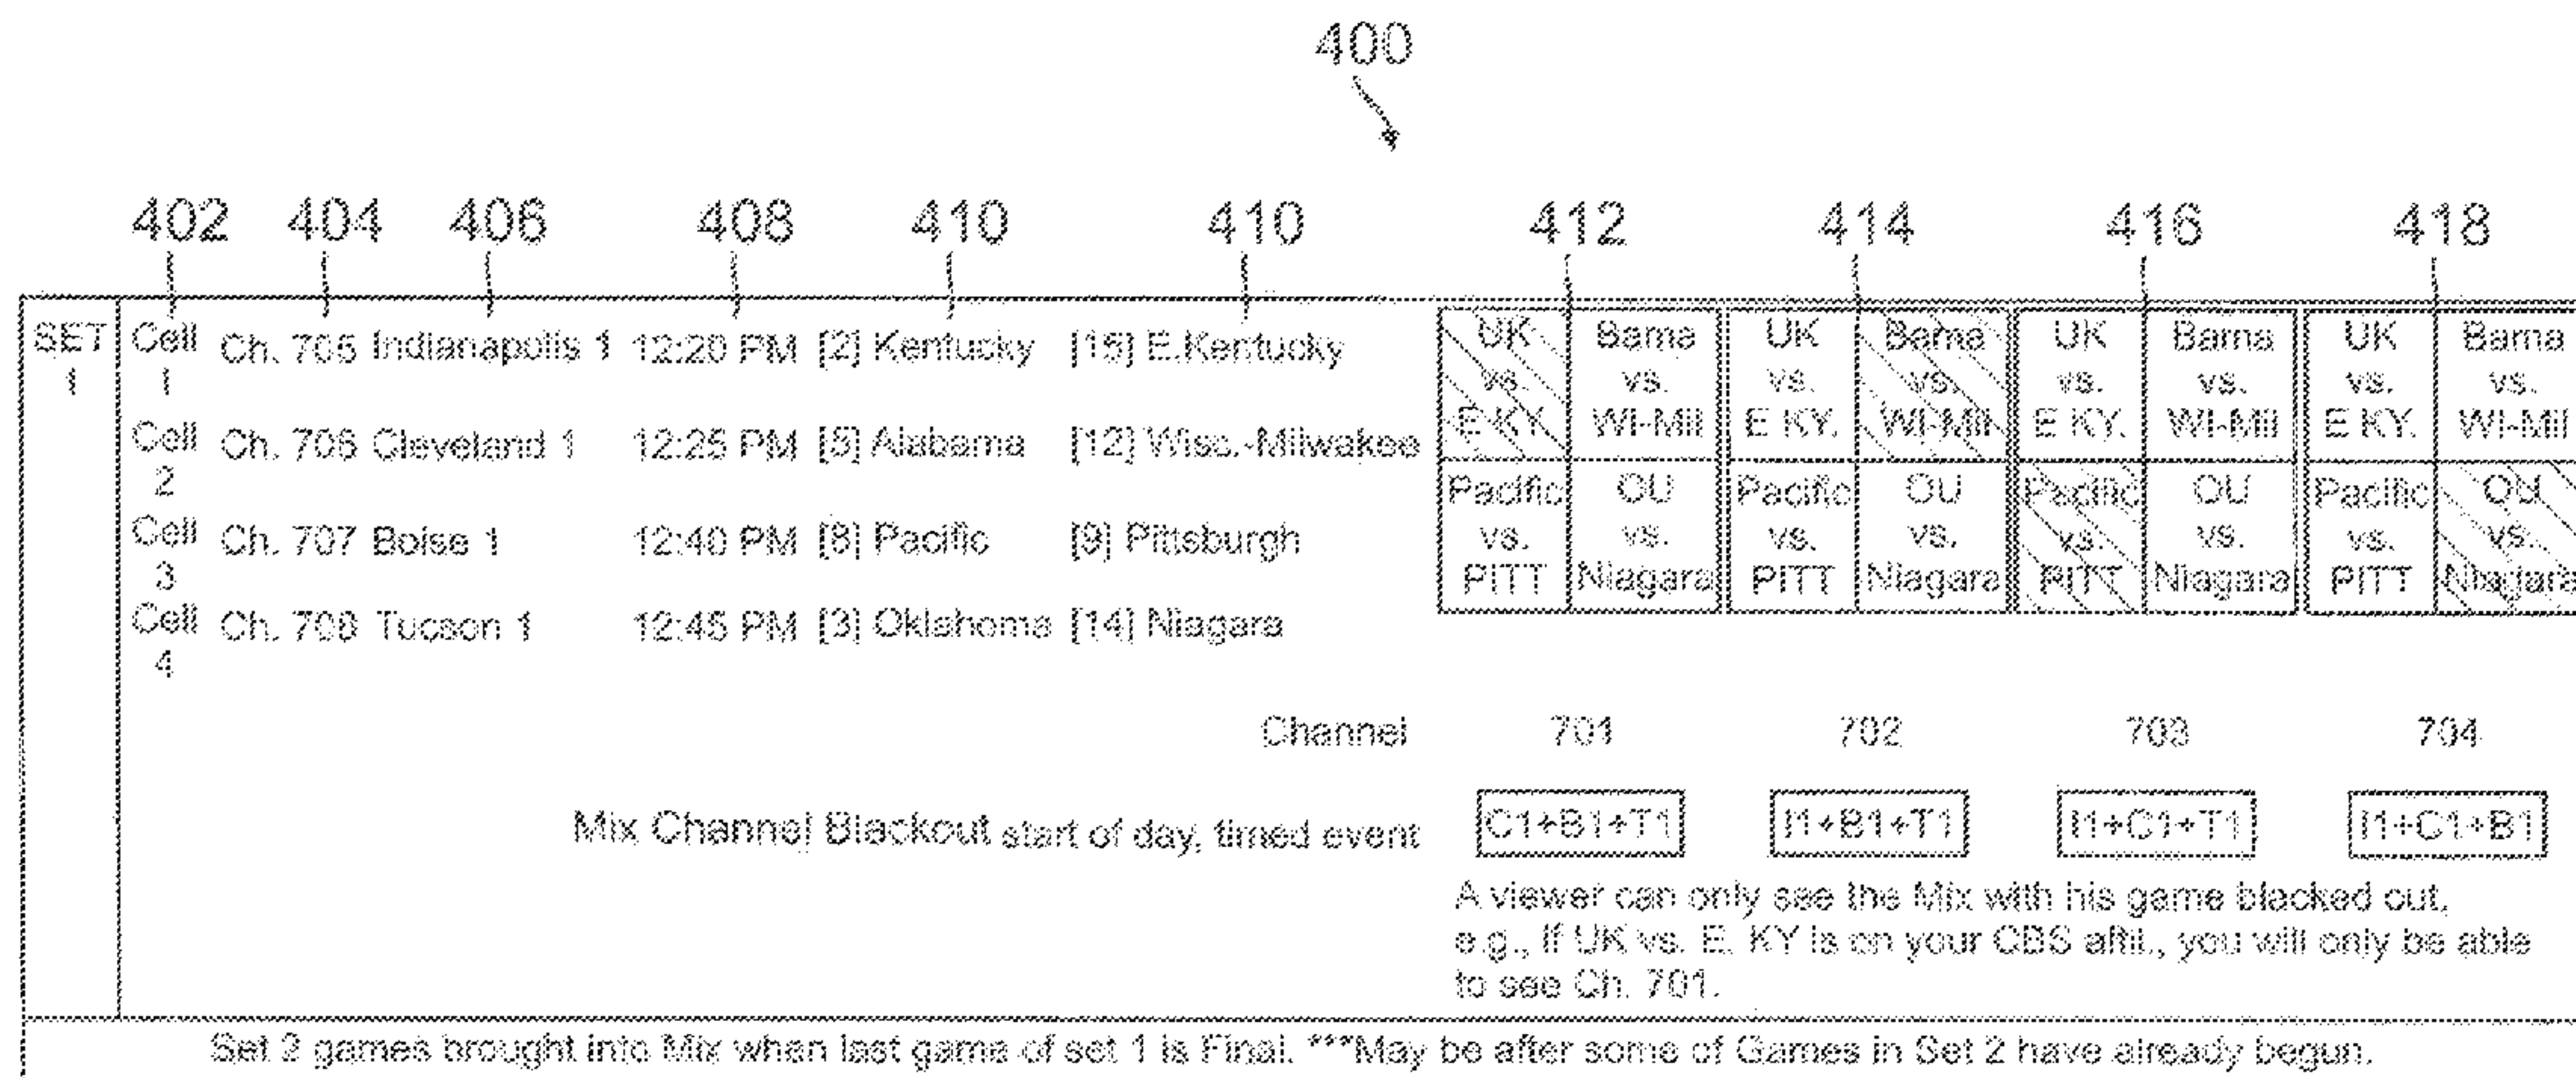 400
402 404 406 408 410 410 412 414 416 418
SET 1
Cell 1 Ch. 705 Indianapolis 1 12:20 PM [2] Kentucky [15] E.Kentucky
Cell 2 Ch. 706 Cleveland 1 12:25 PM [5] Alabama [12] Wisc.-Milwakee
Cell 3 Ch. 707 Boise 1 12:40 PM [8] Pacific [9] Pittsburgh
Cell 4 Ch. 708 Tucson 1 12:45 PM [3] Oklahoma [14] Niagara
UK Bama UK Bama UK Bama UK Bama
vs. vs. vs. vs. vs. vs. vs. vs.
E KY. WI-Mil E KY. WI-Mil E KY. WI-Mil E KY. WI-Mil
Pacific OU Pacific OU Pacific OU Pacific OU
vs. vs. vs. vs. vs. vs. vs. vs.
PITT Niagara PITT Niagara PITT Niagara PITT Niagara
Channel 701 702 703 704
Mix Channel Blackout start of day, timed event C1+B1+T1 I1+B1+T1 I1+C1+T1 I1+C1+B1
A viewer can only see the Mix with his game blacked out,
e.g., if UK vs. E. KY is on your CBS affil., you will only be able
to see Ch. 701.
Set 2 games brought into Mix when last game of set 1 is Final. ***May be after some of Games in Set 2 have already begun.